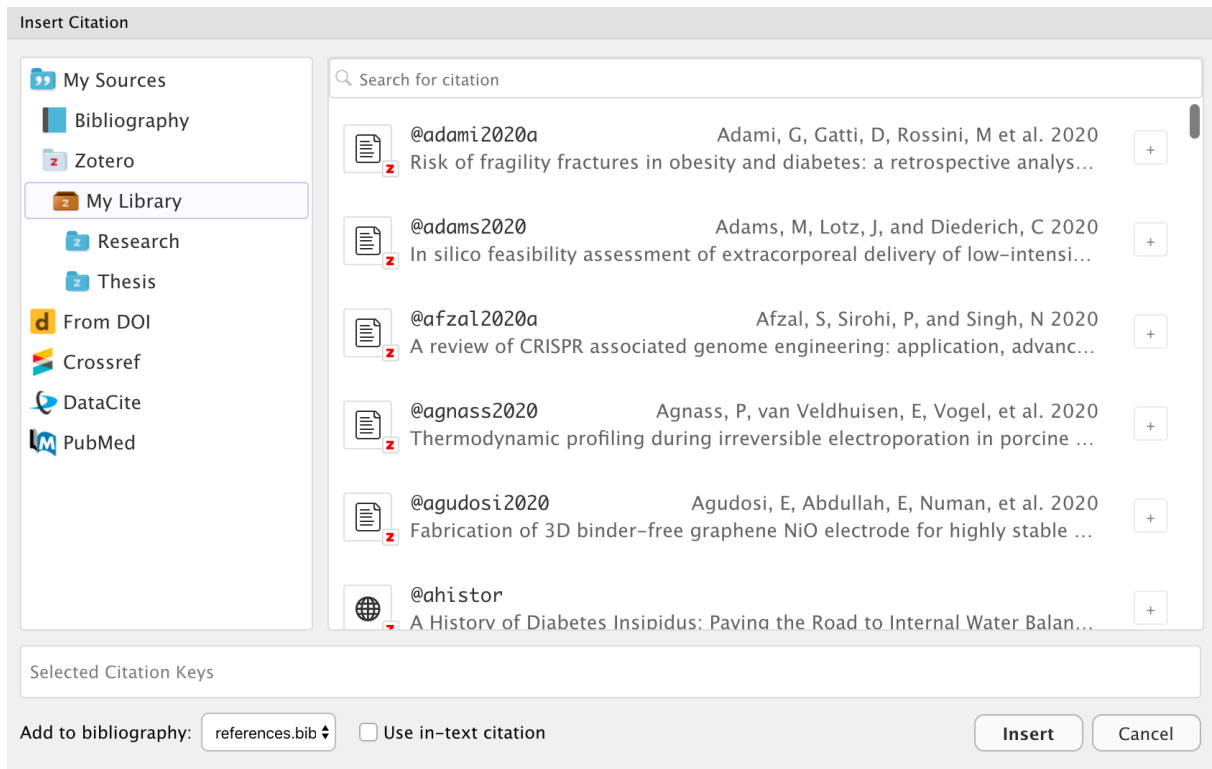 Insert Citation
My Sources
Bibliography
Zotero
My Library
Research
Thesis
From DOI
Crossref
DataCite
PubMed
Search for citation
@adami2020a Adami, G, Gatti, D, Rossini, M et al. 2020
Risk of fragility fractures in obesity and diabetes: a retrospective analys...
@adams2020 Adams, M, Lotz, J, and Diederich, C 2020
In silico feasibility assessment of extracorporeal delivery of low-intensi...
@afzal2020a Afzal, S, Sirohi, P, and Singh, N 2020
A review of CRISPR associated genome engineering: application, advanc...
@agnass2020 Agnass, P, van Veldhuisen, E, Vogel, et al. 2020
Thermodynamic profiling during irreversible electroporation in porcine ...
@agudosi2020 Agudosi, E, Abdullah, E, Numan, et al. 2020
Fabrication of 3D binder-free graphene NiO electrode for highly stable ...
@ahistor
A History of Diabetes Insipidus: Paving the Road to Internal Water Balan...
Selected Citation Keys
Add to bibliography: references.bib Use in-text citation Insert Cancel